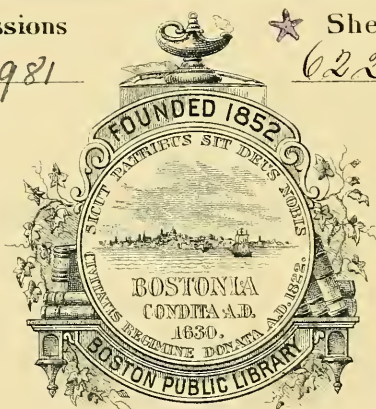 ssions
She
981
622
FOUNDED 1852
SICUT PATRIBUS SIT DEUS NOBIS
CIVITATIS REGIMINE DONATA A.D. 1822.
BOSTONIA
CONDITA A.D.
1630.
BOSTON PUBLIC LIBRARY